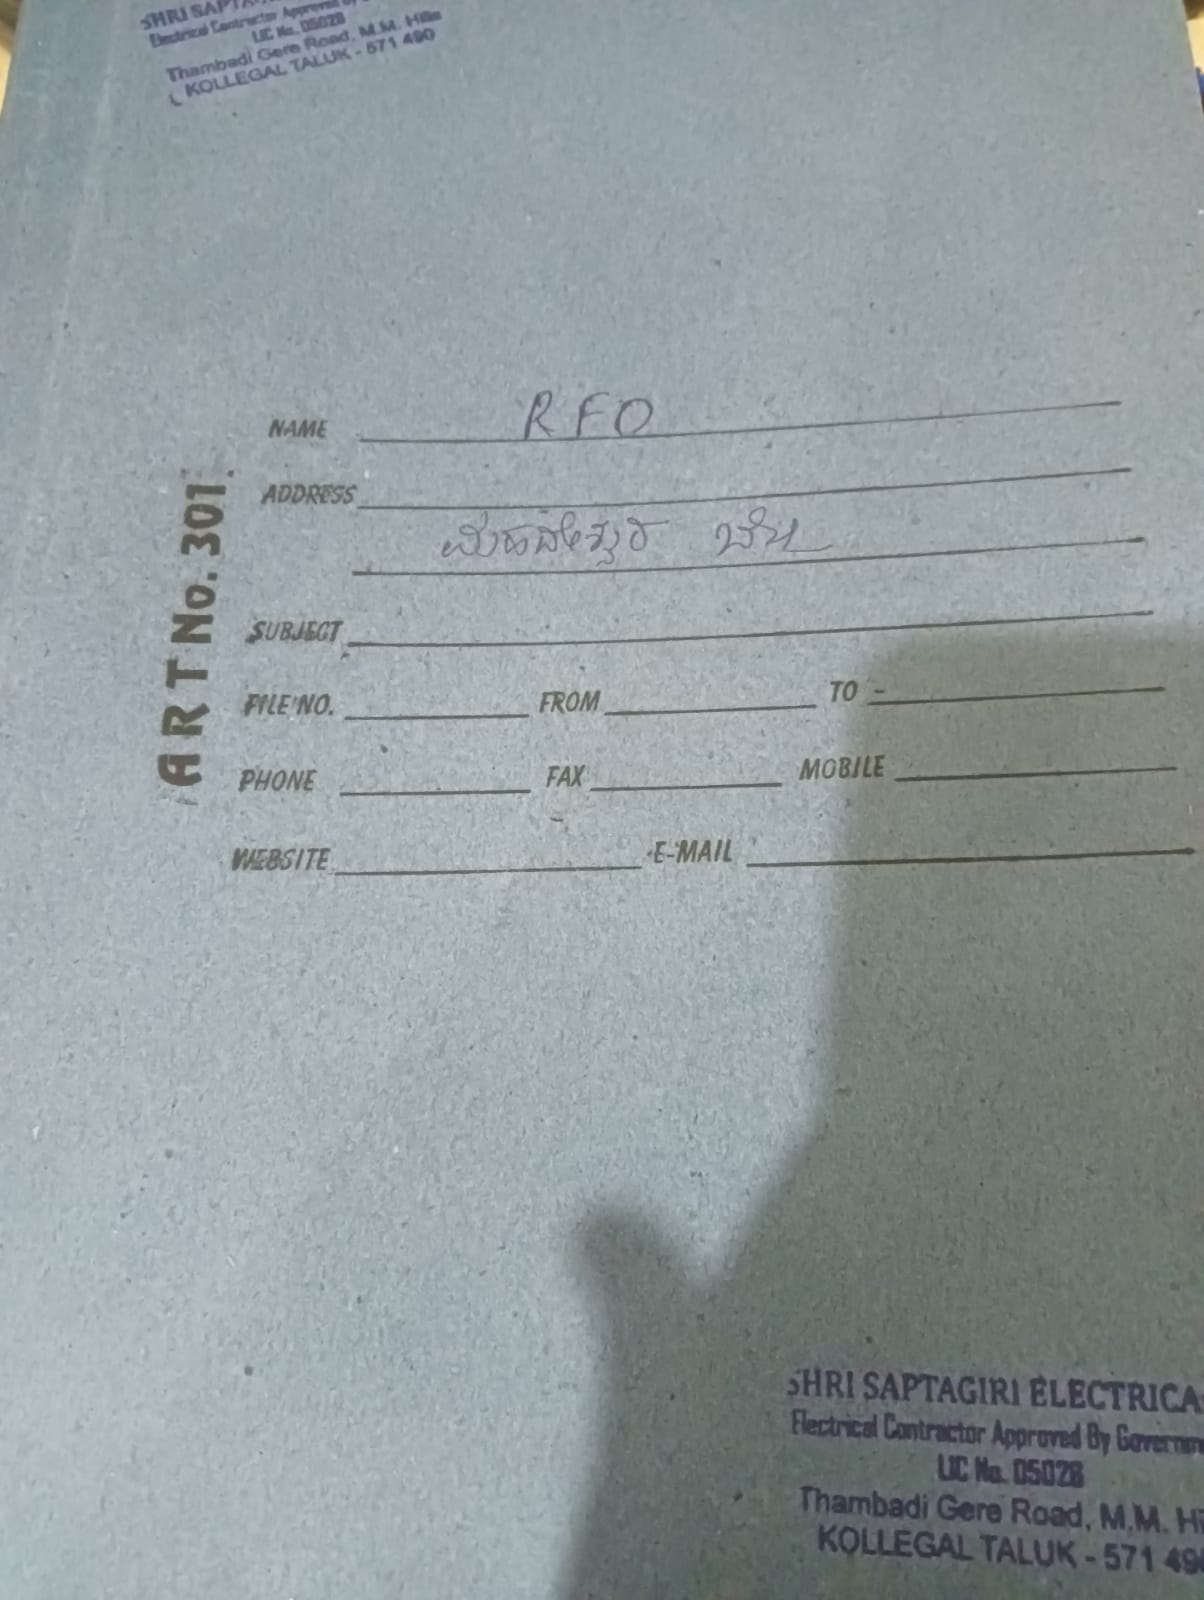 SHRI SAPTA
Electrical Contractor Approved
LIC No. 05028
Thambadi Gere Road, M.M. Hills
KOLLEGAL TALUK - 571 490
ART No. 301
NAME RFO
ADDRESS
ಮಹದೇಶ್ವರ ಬೆಟ್ಟ
SUBJECT
FILE NO. FROM TO -
PHONE FAX MOBILE
WEBSITE E-MAIL
SHRI SAPTAGIRI ELECTRICA
Electrical Contractor Approved By Governme
LIC No. 05028
Thambadi Gere Road, M.M. Hi
KOLLEGAL TALUK - 571 490